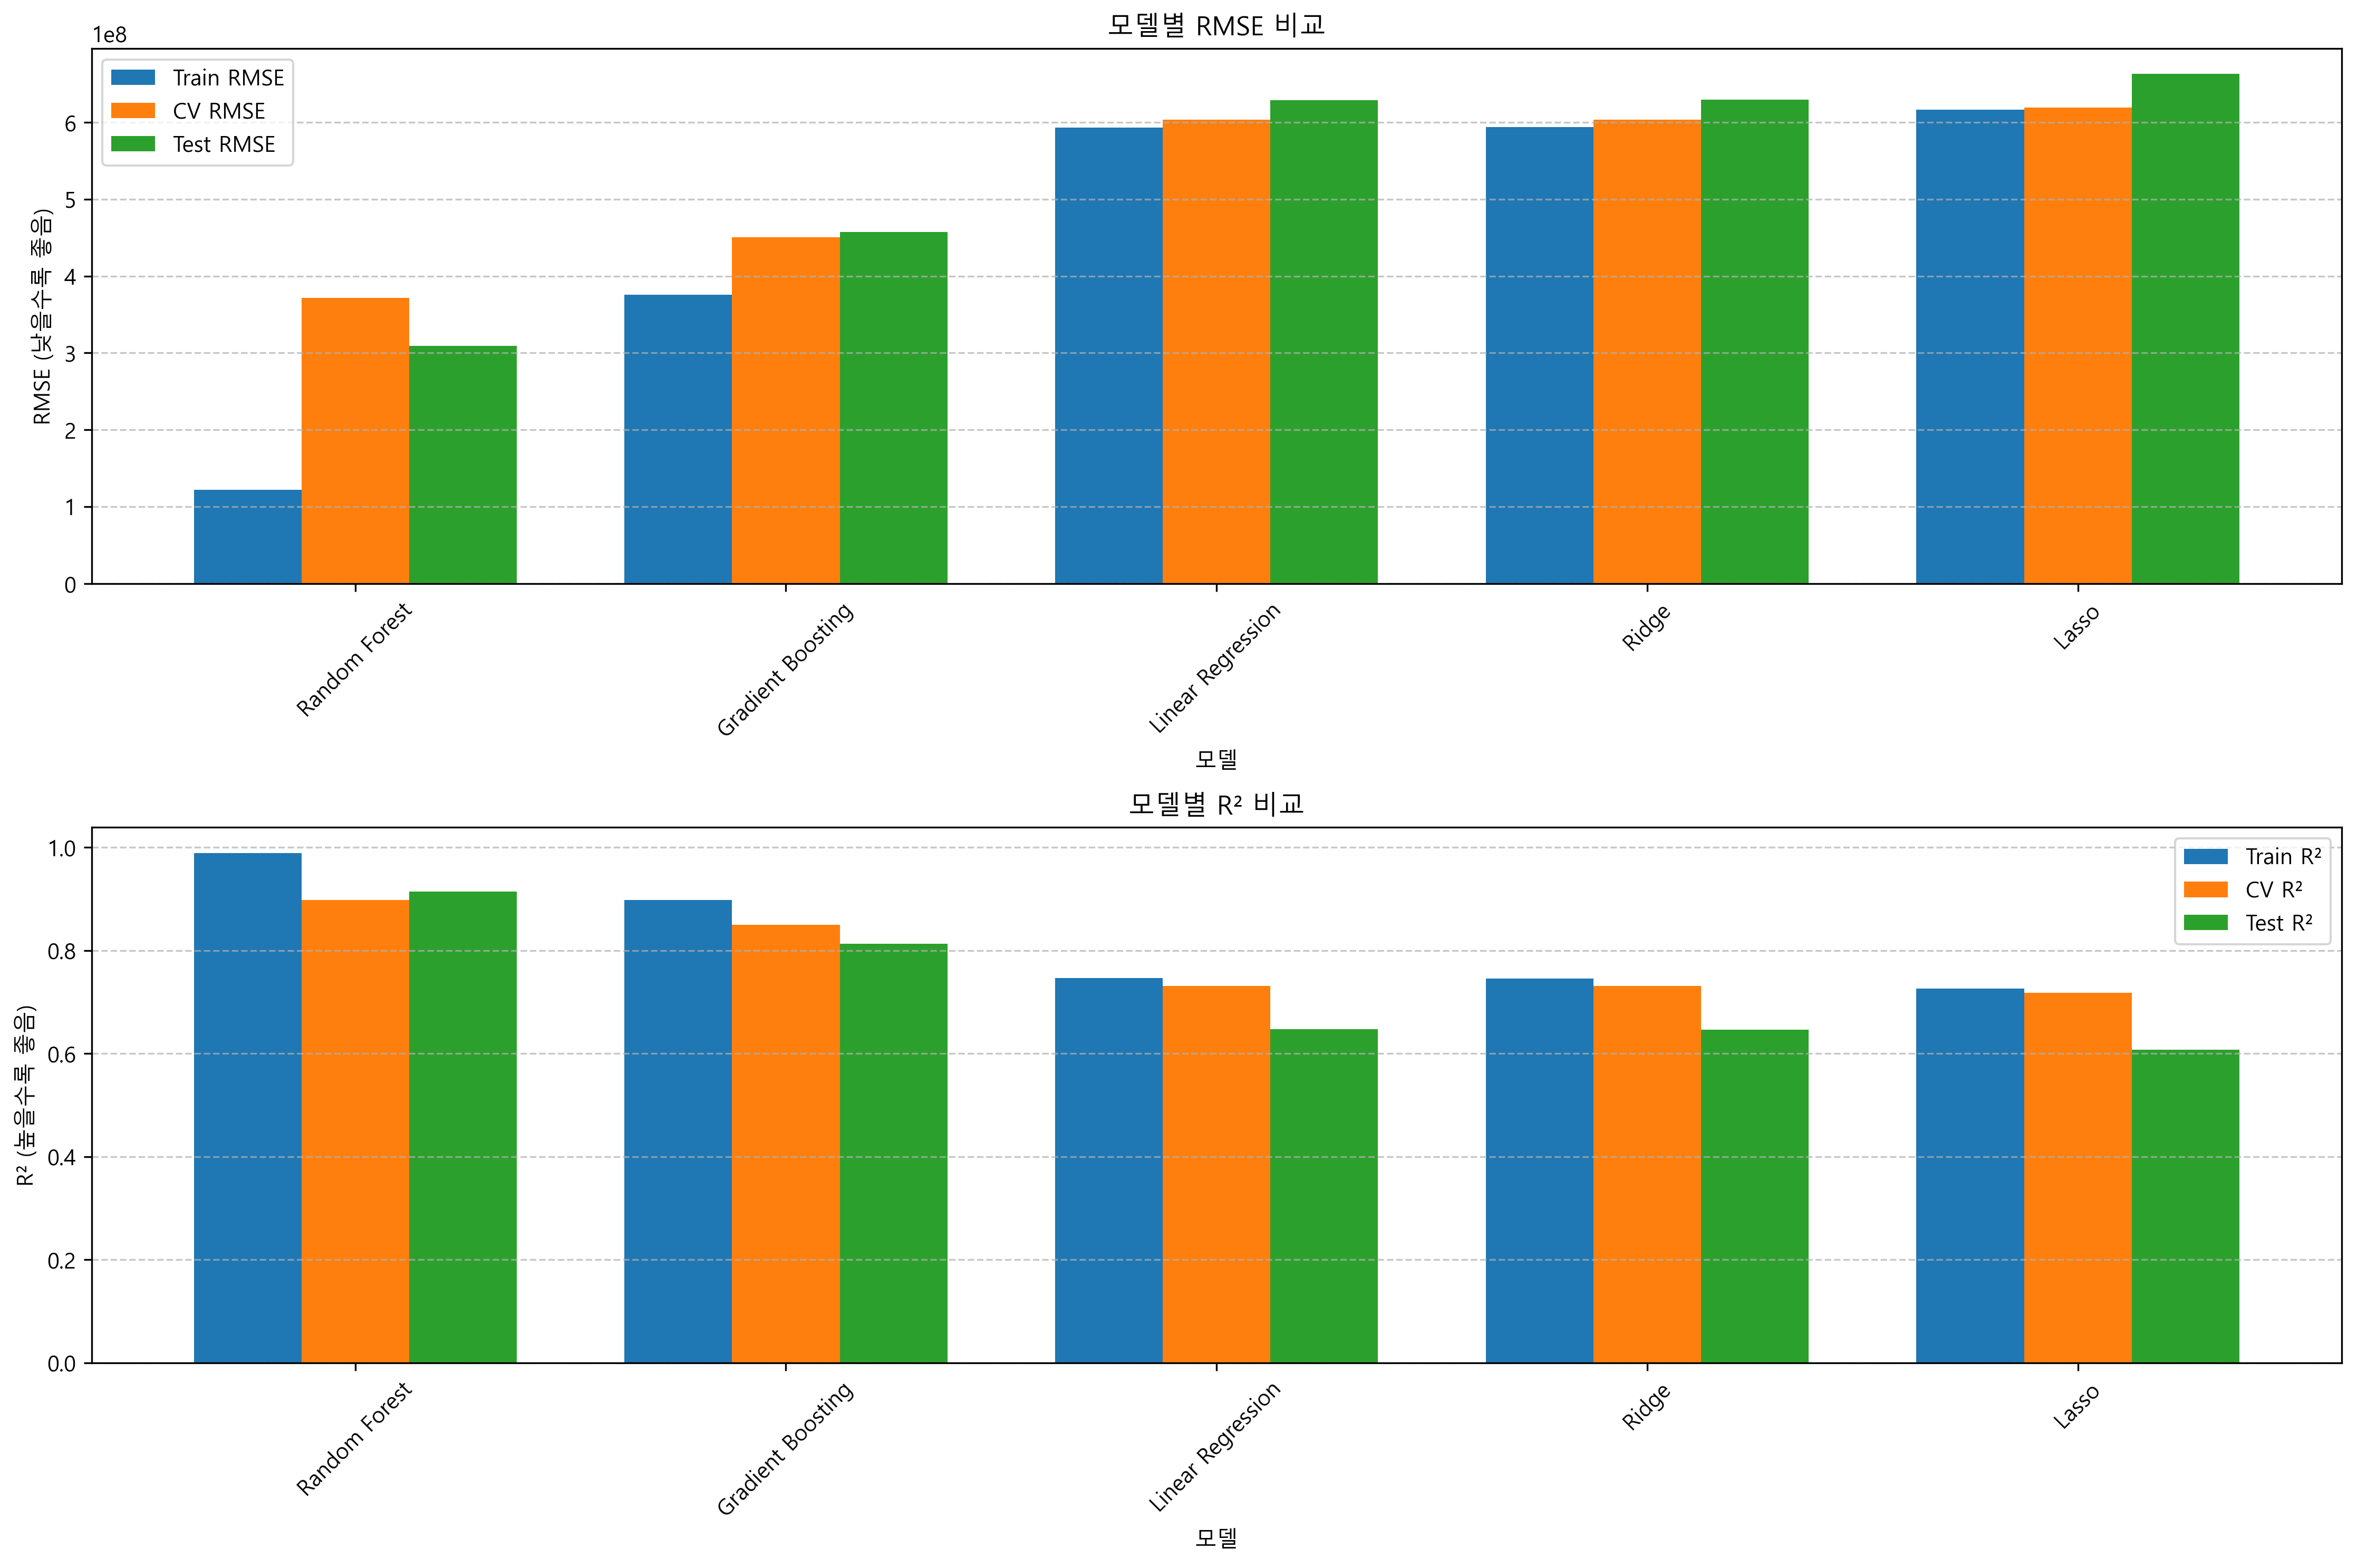 모델별 RMSE 비교
1e8
Train RMSE
CV RMSE
Test RMSE
RMSE (낮을수록 좋음)
6
5
4
3
2
1
0
Random Forest
Gradient Boosting
Linear Regression
Ridge
Lasso
모델
모델별 R² 비교
Train R²
CV R²
Test R²
R² (높을수록 좋음)
1.0
0.8
0.6
0.4
0.2
0.0
Random Forest
Gradient Boosting
Linear Regression
Ridge
Lasso
모델